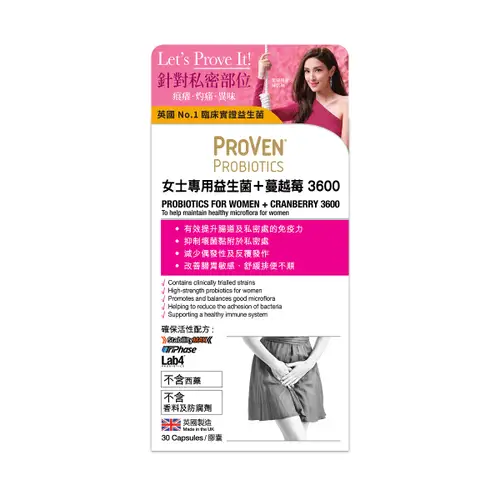 Let's Prove It!
針對私密部位
痕癢·灼痛·異味
英國 No.1 臨床實證益生菌
PROVEN
PROBIOTICS
女士專用益生菌+蔓越莓 3600
PROBIOTICS FOR WOMEN + CRANBERRY 3600
To help maintain healthy microflora for women
• 有效提升腸道及私密處的免疫力
• 抑制壞菌黏附於私密處
• 減少偶發性及反覆發作
• 改善腸胃敏感、舒緩排便不順
√ Contains clinically trialled strains
√ High-strength probiotics for women
√ Promotes and balances good microflora
√ Helping to reduce the adhesion of bacteria
√ Supporting a healthy immune system
確保活性配方:
StabilityMAX
TriPhase
Lab4
PROBIOTICS
不含西藥
不含
香料及防腐劑
英國製造
Made in the UK
30 Capsules/膠囊